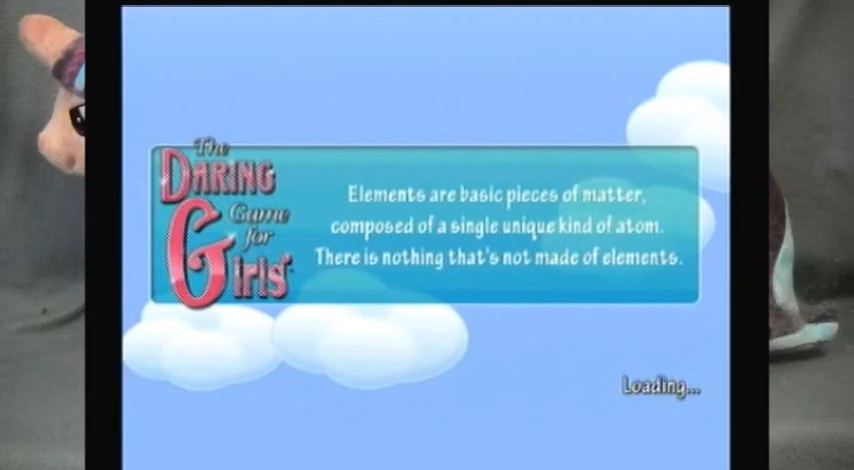 The
DARING
Game
for
Girls
Elements are basic pieces of matter,
composed of a single unique kind of atom.
There is nothing that's not made of elements.
Loading...